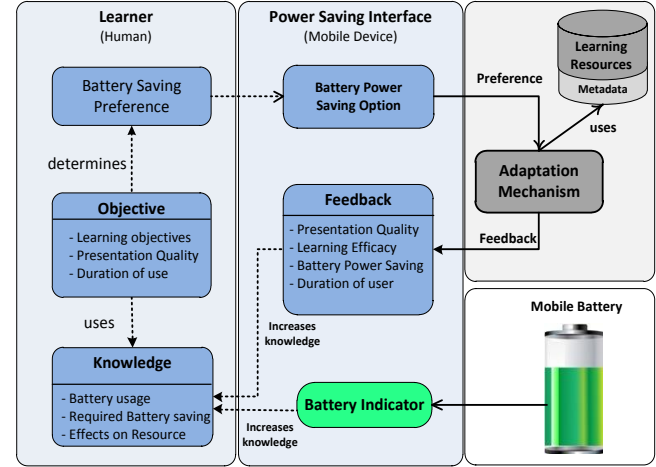 Learner
(Human)
Battery Saving
Preference
determines
Objective
- Learning objectives
- Presentation Quality
- Duration of use
uses
Knowledge
- Battery usage
- Required Battery saving
- Effects on Resource
Power Saving Interface
(Mobile Device)
Battery Power
Saving Option
Feedback
- Presentation Quality
- Learning Efficacy
- Battery Power Saving
- Duration of user
Increases
knowledge
Battery Indicator
Increases
knowledge
Preference
Learning
Resources
Metadata
uses
Adaptation
Mechanism
Feedback
Mobile Battery